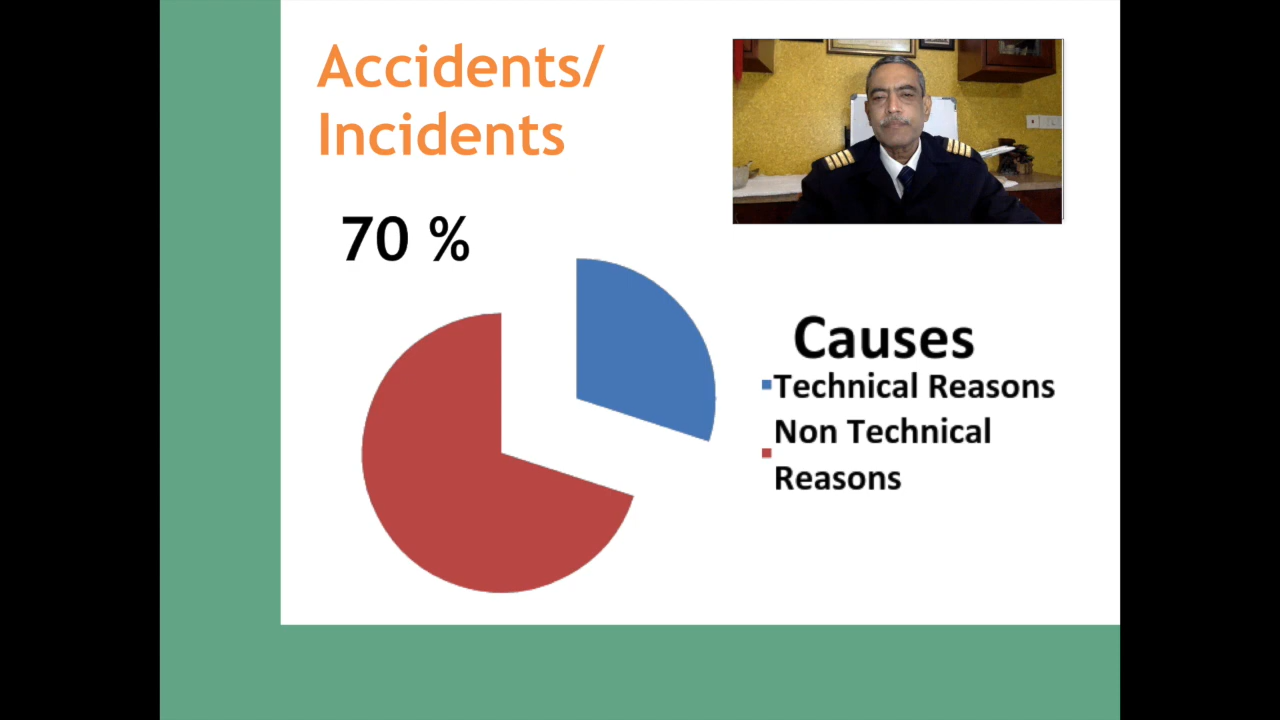 Accidents/
Incidents
70 %
Causes
Technical Reasons
Non Technical
Reasons